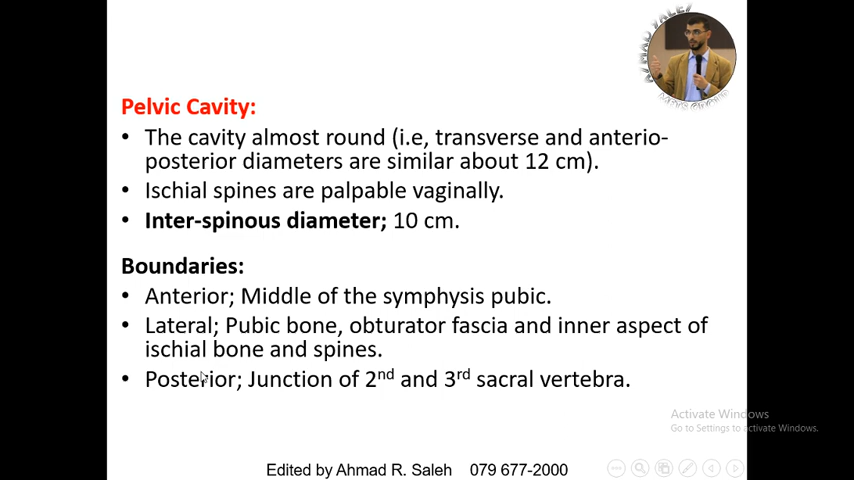 Pelvic Cavity:
• The cavity almost round (i.e, transverse and anterio-
posterior diameters are similar about 12 cm).
• Ischial spines are palpable vaginally.
• Inter-spinous diameter; 10 cm.
Boundaries:
• Anterior; Middle of the symphysis pubic.
• Lateral; Pubic bone, obturator fascia and inner aspect of
ischial bone and spines.
• Posterior; Junction of 2nd and 3rd sacral vertebra.
Activate Windows
Go to Settings to activate Windows.
Edited by Ahmad R. Saleh 079 677-2000